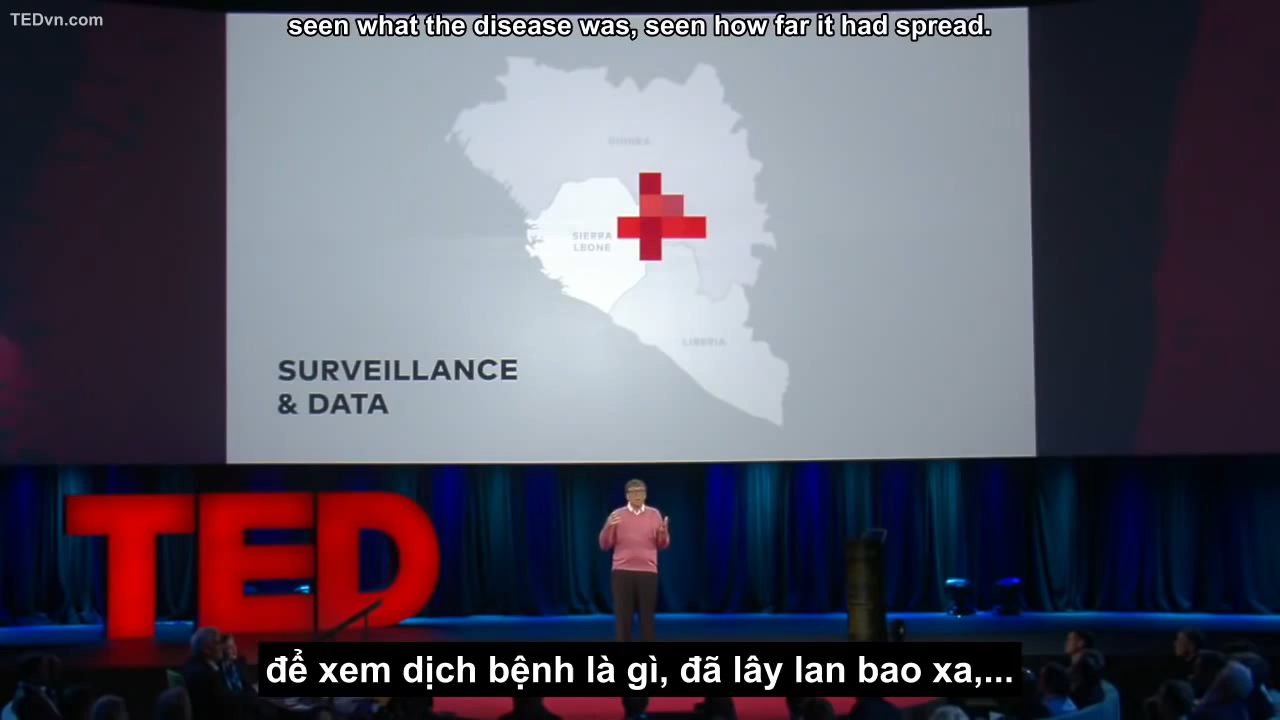 TEDvn.com
seen what the disease was, seen how far it had spread.
GUINEA
SIERRA
LEONE
LIBERIA
SURVEILLANCE
& DATA
TED
để xem dịch bệnh là gì, đã lây lan bao xa,...